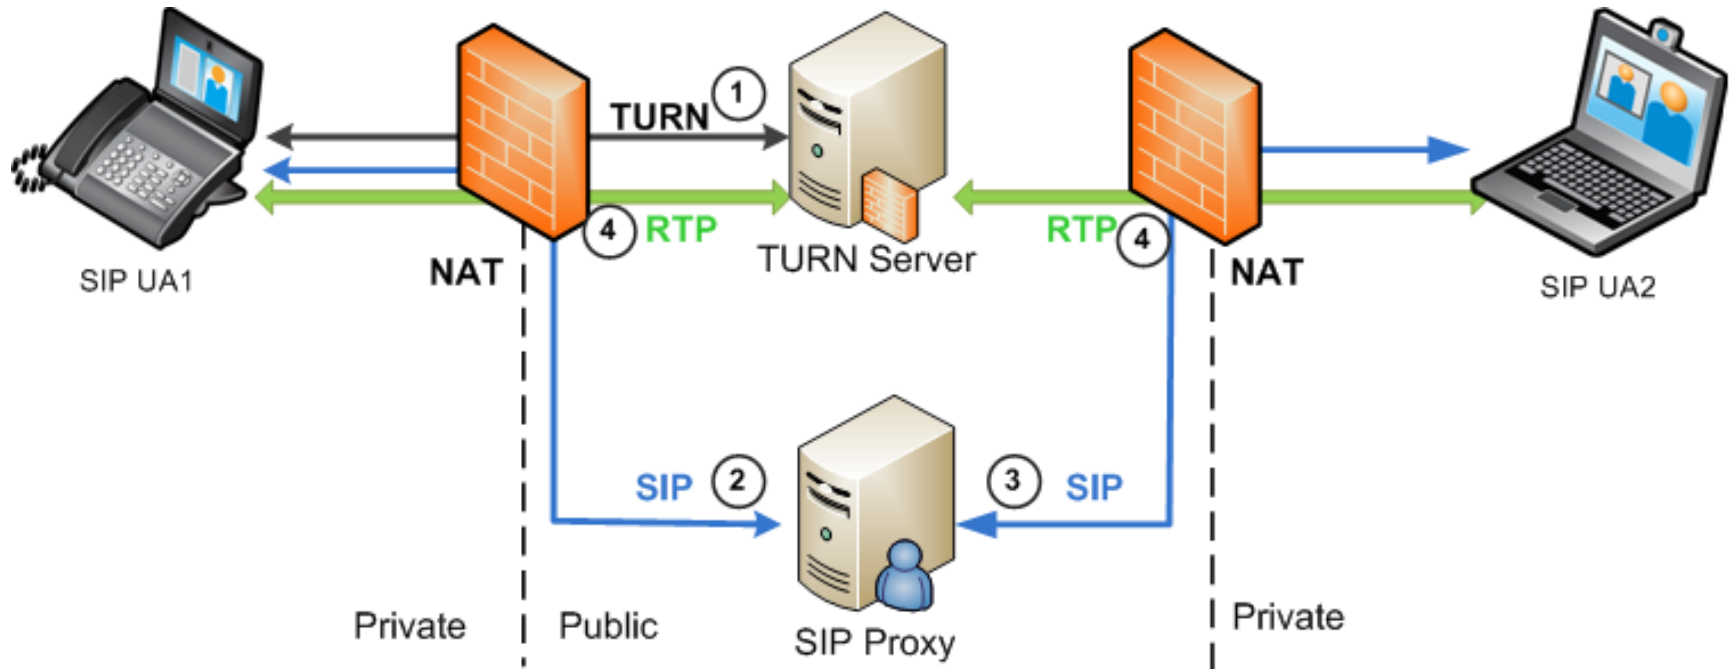 TURN
1
4
RTP
RTP
4
TURN Server
NAT
NAT
SIP UA1
SIP UA2
SIP
2
3
SIP
Private
Public
SIP Proxy
Private